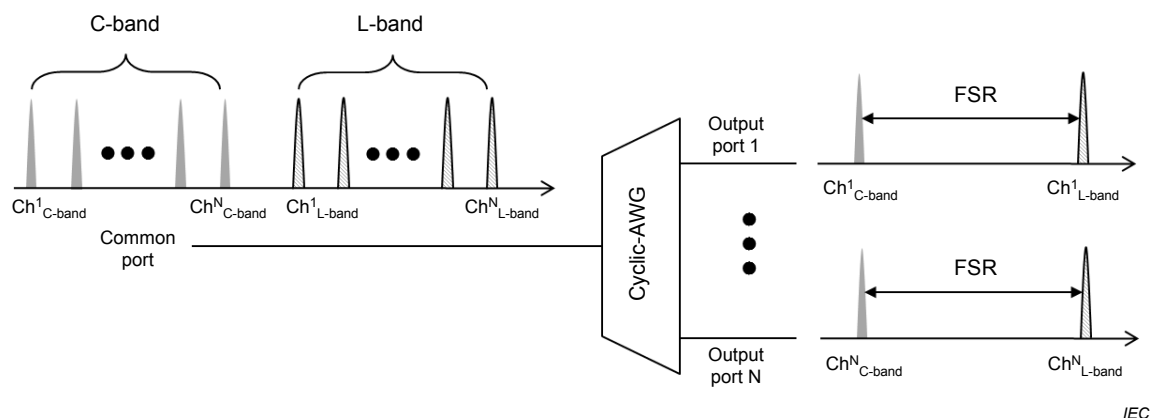 C-band
L-band
Ch¹C-band
ChᴺC-band
Ch¹L-band
ChᴺL-band
Common
port
Cyclic-AWG
Output
port 1
Output
port N
FSR
Ch¹C-band
Ch¹L-band
FSR
ChᴺC-band
ChᴺL-band
IEC